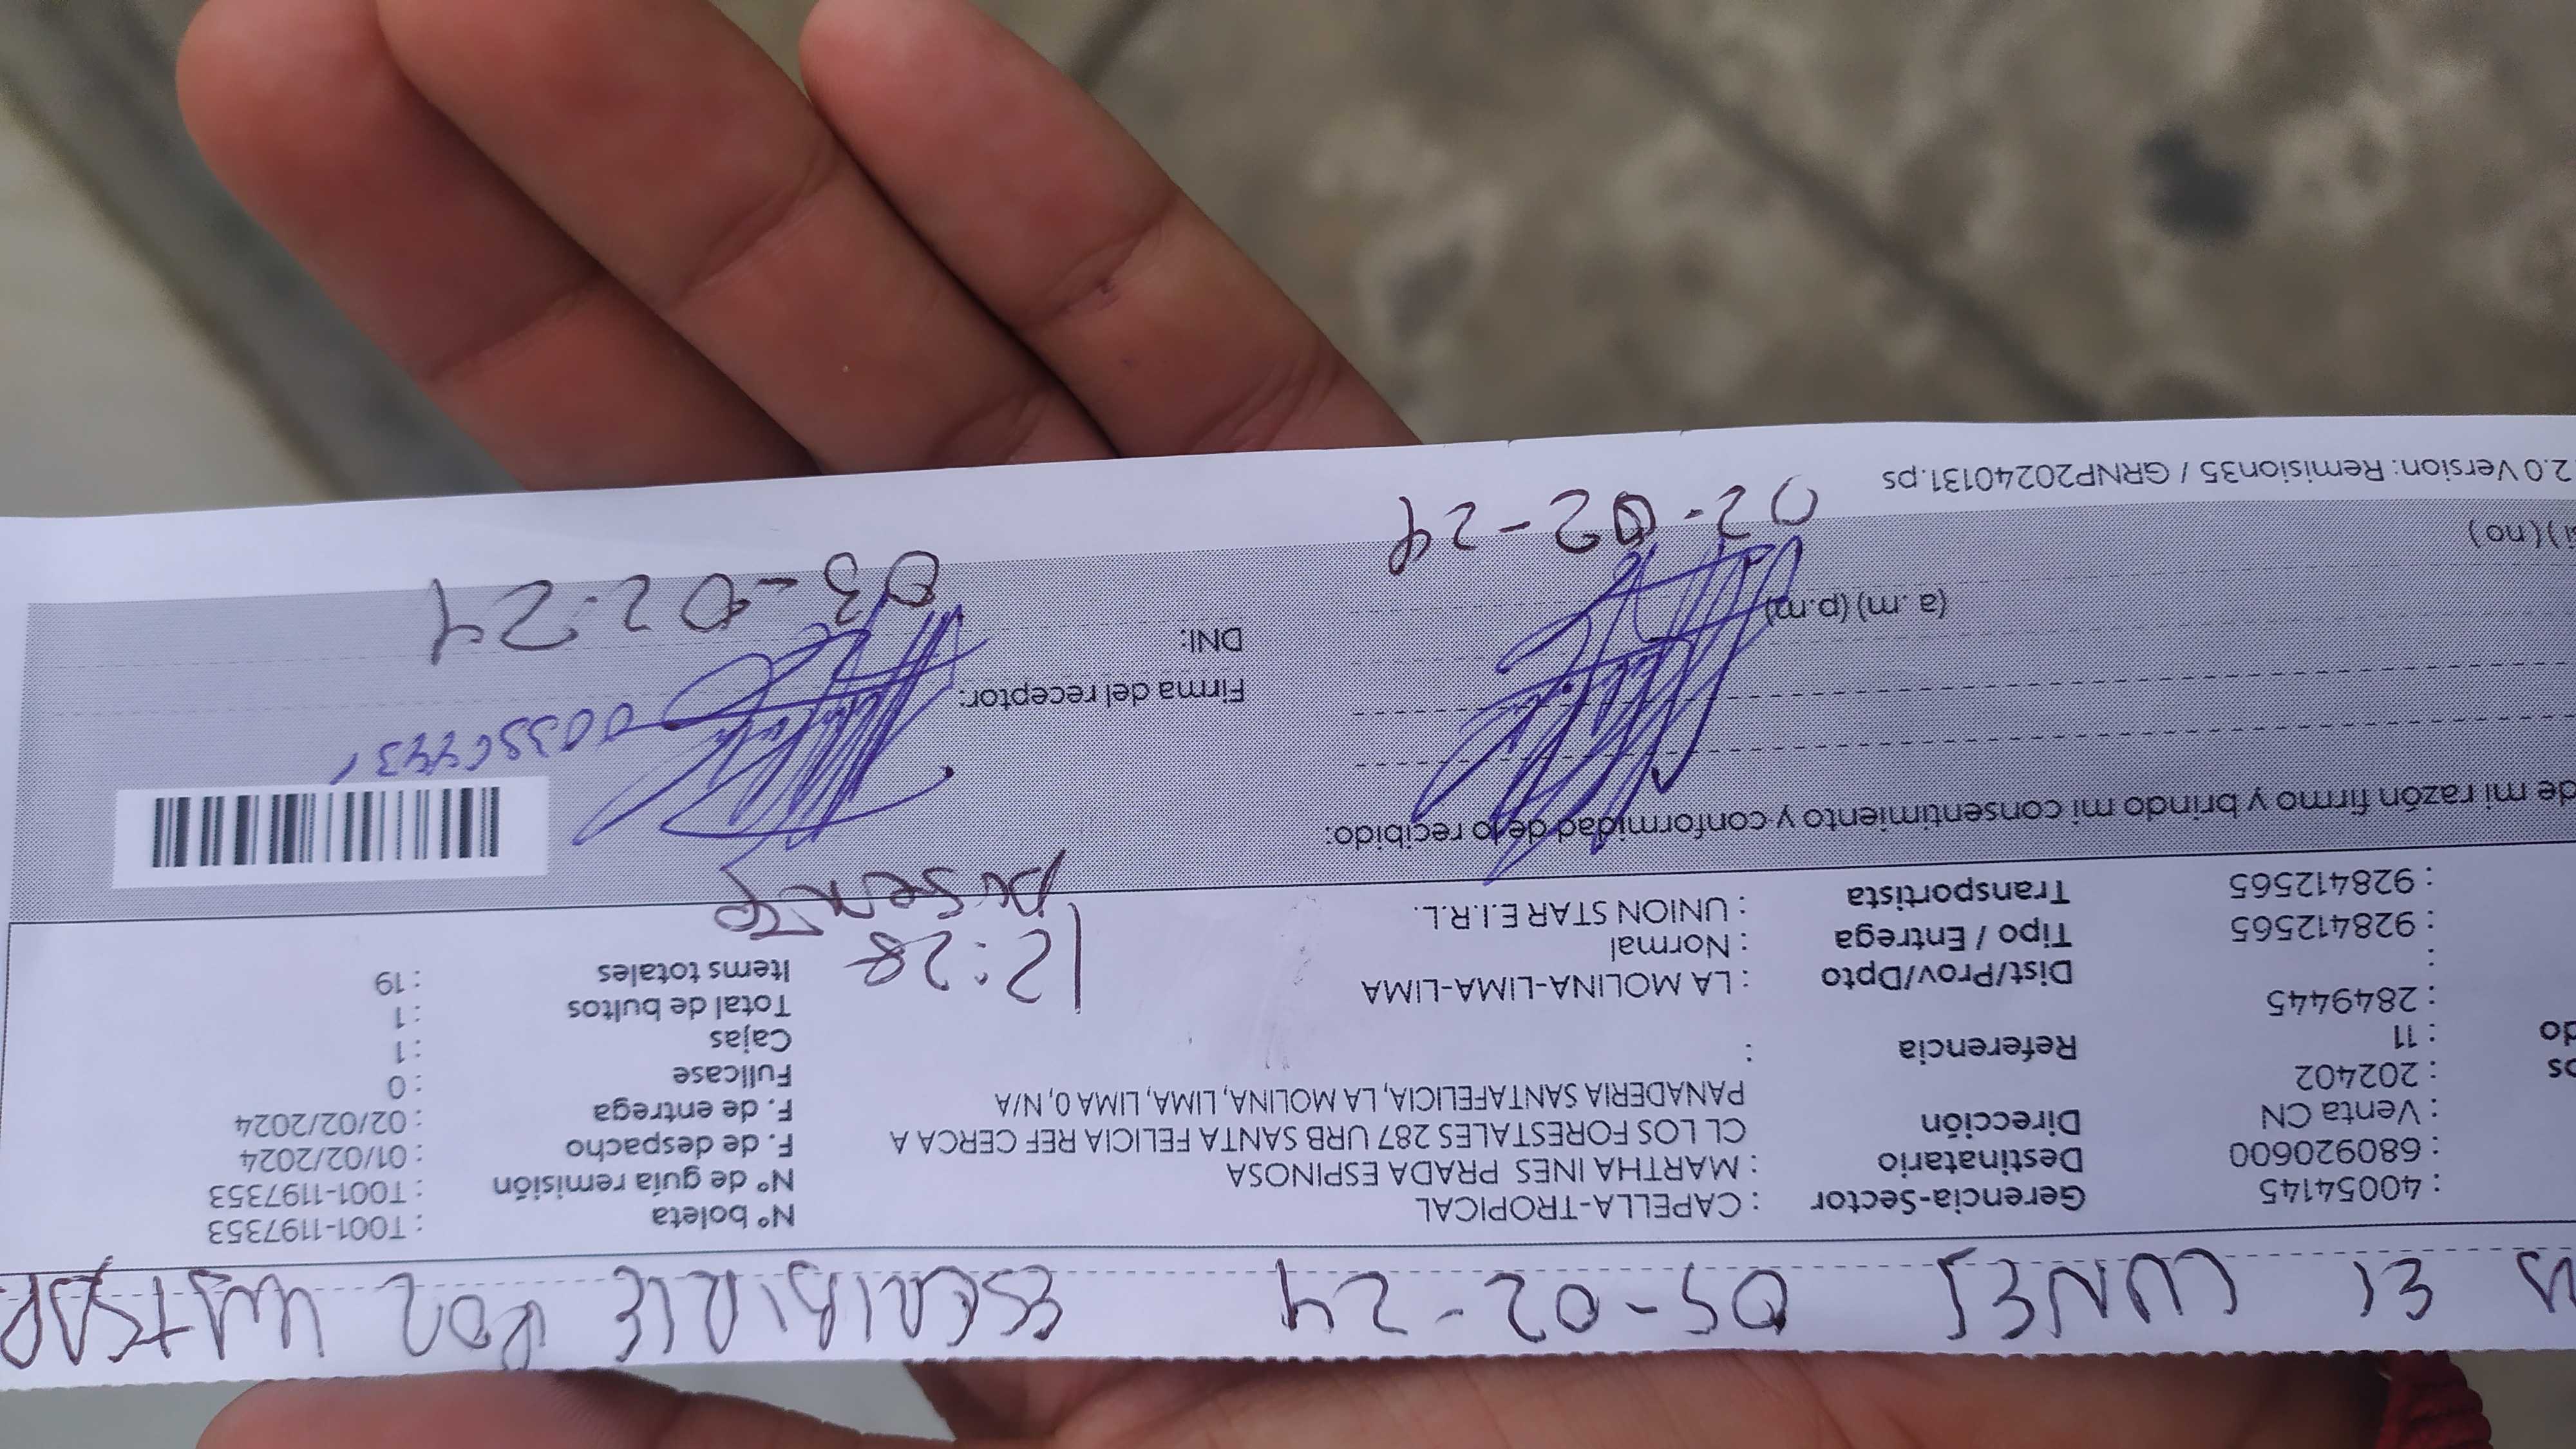 EL LUNES 05-02-24 ESCRIBIRLE POR WATSAP
: 40054145 Gerencia-Sector : CAPELLA-TROPICAL Nº boleta : T001-1197353
: 680920600 Destinatario : MARTHA INES PRADA ESPINOSA Nº de guía remisión : T001-1197353
: Venta CN Dirección CL LOS FORESTALES 287 URB SANTA FELICIA REF CERCA A F. de despacho : 01/02/2024
: 202402 PANADERIA SANTAFELICIA, LA MOLINA, LIMA, LIMA 0, N/A F. de entrega : 02/02/2024
: 11 Referencia : Fullcase : 0
: 2849445 Cajas : 1
: Dist/Prov/Dpto : LA MOLINA-LIMA-LIMA Total de bultos : 1
: 928412565 Tipo / Entrega : Normal 12:28 Items totales : 19
: 928412565 Transportista : UNION STAR E.I.R.L. Ausente
de mi razón firmo y brindo mi consentimiento y conformidad de lo recibido:
Firma del receptor:
(a.m) (p.m) DNI:
03-02-24
(no)
02-02-24
2.0 Version: Remision35 / GRNP20240131.ps